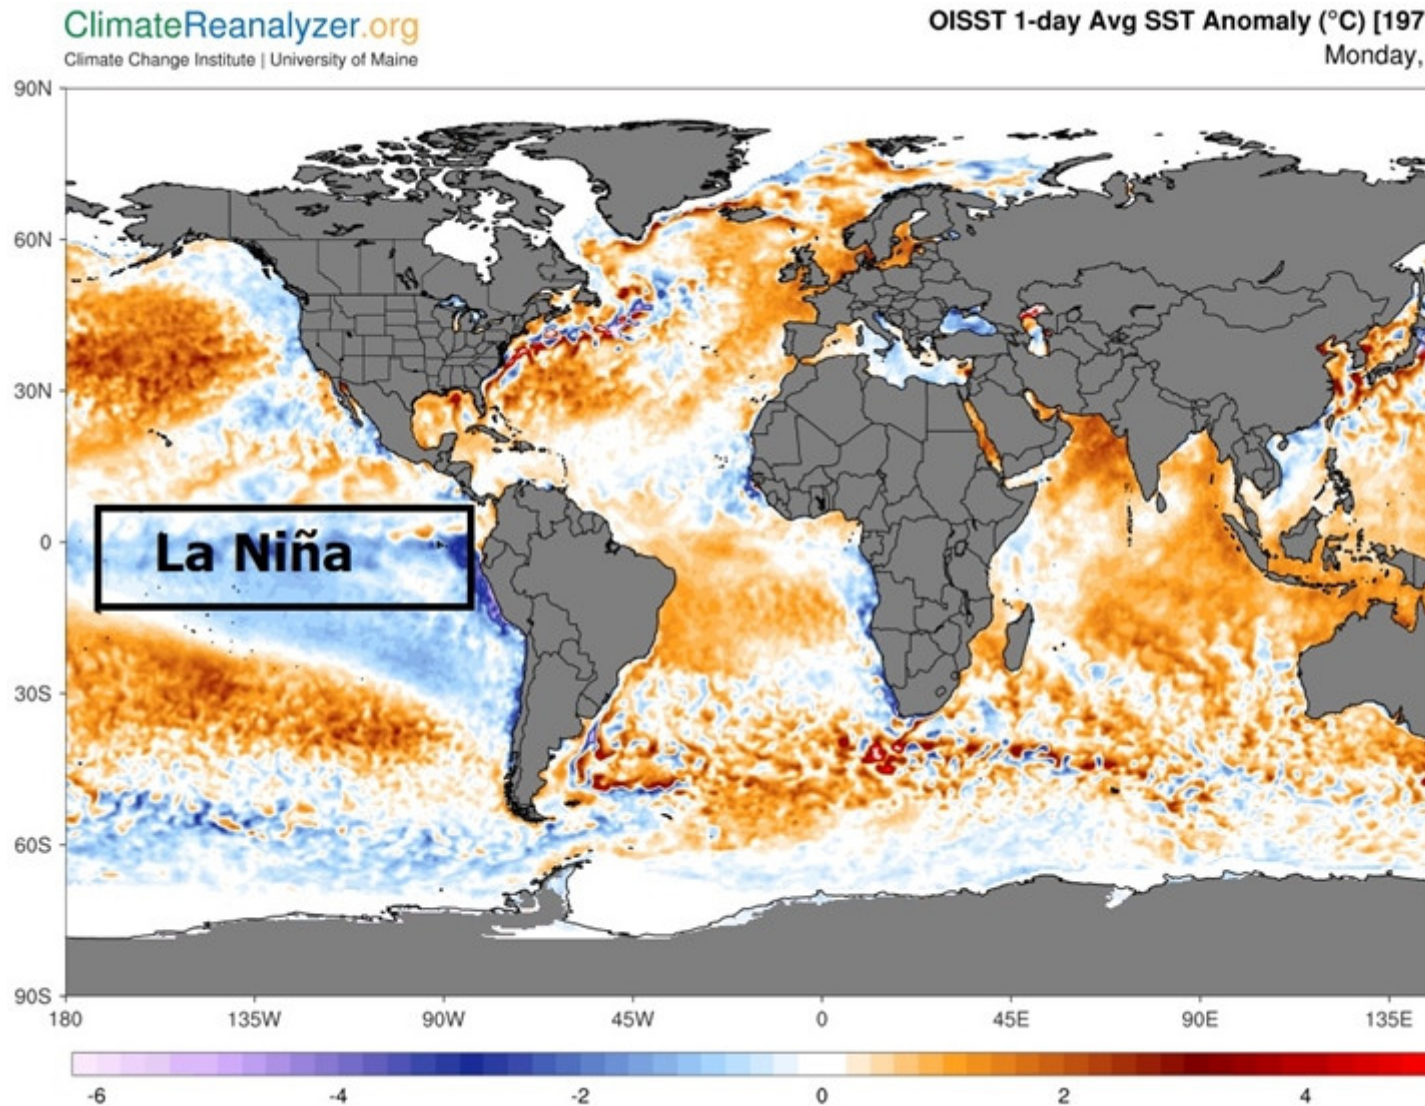 ClimateReanalyzer.org
Climate Change Institute | University of Maine
OISST 1-day Avg SST Anomaly (°C) [197
Monday,
90N
60N
30N
0
30S
60S
90S
La Niña
180 135W 90W 45W 0 45E 90E 135E
-6 -4 -2 0 2 4